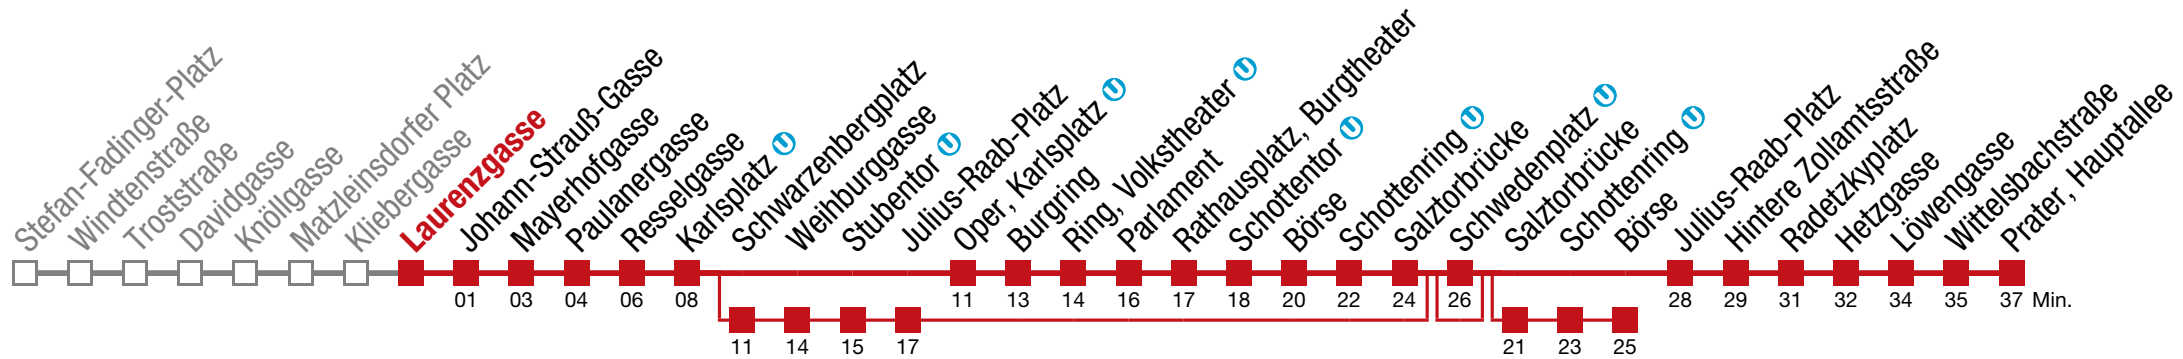 Stefan-Fadinger-Platz
Windtenstraße
Troststraße
Davidgasse
Knöllgasse
Matzleinsdorfer Platz
Kliebergasse
Laurenzgasse
Johann-Strauß-Gasse
Mayerhofgasse
Paulanergasse
Resselgasse
Karlsplatz U
Schwarzenbergplatz
Weihburggasse
Stubentor U
Julius-Raab-Platz
Oper, Karlsplatz U
Burgring
Ring, Volkstheater U
Parlament
Rathausplatz, Burgtheater
Schottentor U
Börse
Schottenring U
Salztorbrücke
Schwedenplatz U
Salztorbrücke
Schottenring U
Börse
Julius-Raab-Platz
Hintere Zollamtsstraße
Radetzkyplatz
Hetzgasse
Löwengasse
Wittelsbachstraße
Prater, Hauptallee
01 03 04 06 08 11 13 14 16 17 18 20 22 24 26 28 29 31 32 34 35 37 Min.
11 14 15 17 21 23 25